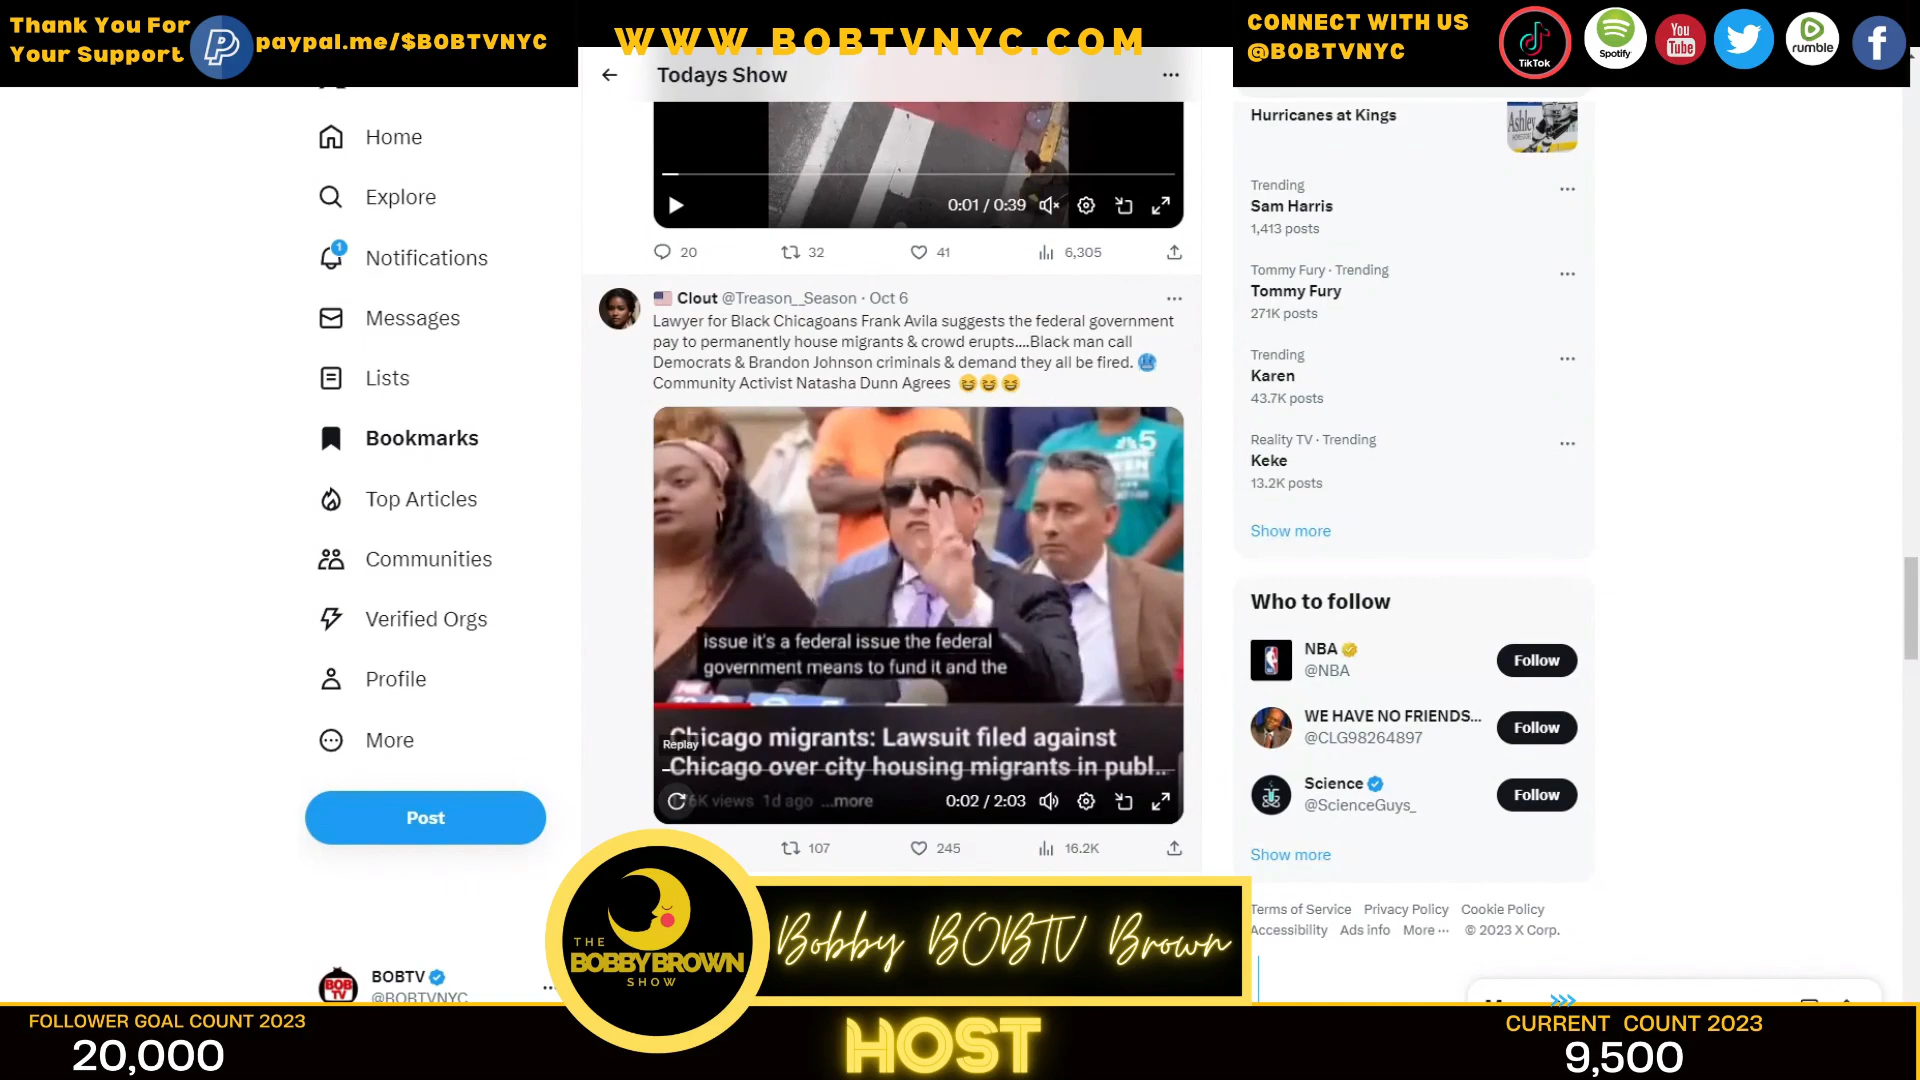 Thank You For
Your Support
paypal.me/$BOBTVNYC
WWW.BOBTVNYC.COM
CONNECT WITH US
@BOBTVNYC
TikTok
Spotify
You
Tube
rumble
Todays Show
Home
Explore
1
Notifications
Messages
Lists
Bookmarks
Top Articles
Communities
Verified Orgs
Profile
More
Post
BOBTV
@BOBTVNYC
0:01 / 0:39
20
32
41
6,305
Clout @Treason__Season · Oct 6
Lawyer for Black Chicagoans Frank Avila suggests the federal government
pay to permanently house migrants & crowd erupts....Black man call
Democrats & Brandon Johnson criminals & demand they all be fired.
Community Activist Natasha Dunn Agrees
5
issue it's a federal issue the federal
government means to fund it and the
Chicago migrants: Lawsuit filed against
Replay
Chicago over city housing migrants in publ..
6K views 1d ago ...more
0:02 / 2:03
107
245
16.2K
Hurricanes at Kings
Ashley
Trending
Sam Harris
1,413 posts
Tommy Fury · Trending
Tommy Fury
271K posts
Trending
Karen
43.7K posts
Reality TV · Trending
Keke
13.2K posts
Show more
Who to follow
NBA
@NBA
Follow
WE HAVE NO FRIENDS...
@CLG98264897
Follow
Science
@ScienceGuys_
Follow
Show more
Terms of Service Privacy Policy Cookie Policy
Accessibility Ads info More ··· © 2023 X Corp.
THE
BOBBY BROWN
SHOW
Bobby BOBTV Brown
HOST
FOLLOWER GOAL COUNT 2023
20,000
CURRENT COUNT 2023
9,500